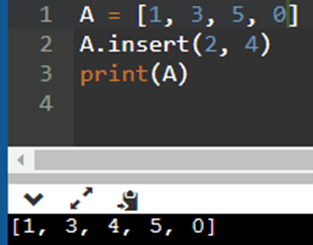 1 A = [1, 3, 5, 0]
2 A.insert(2, 4)
3 print(A)
4
[1, 3, 4, 5, 0]